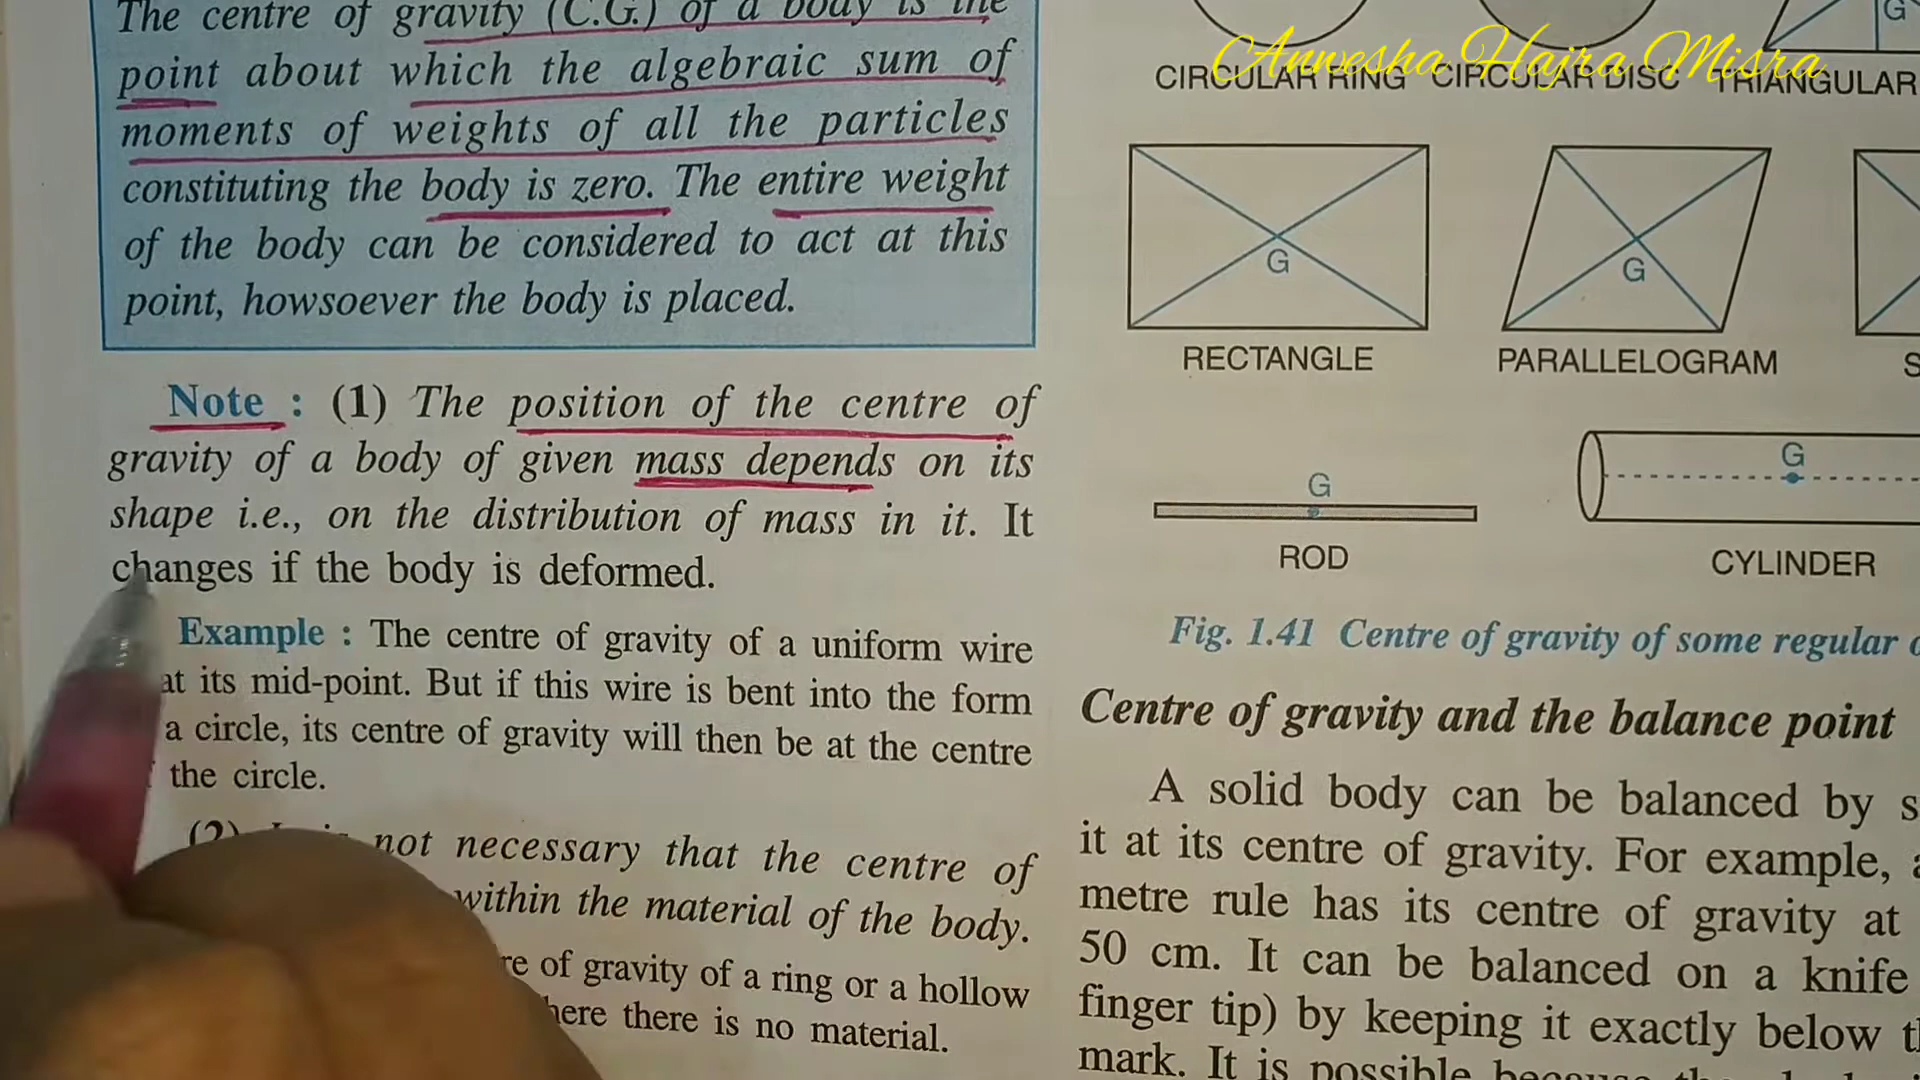 The centre of gravity (C.G.) of a body is the
point about which the algebraic sum of
moments of weights of all the particles
constituting the body is zero. The entire weight
of the body can be considered to act at this
point, howsoever the body is placed.
Note : (1) The position of the centre of
gravity of a body of given mass depends on its
shape i.e., on the distribution of mass in it. It
changes if the body is deformed.
Example : The centre of gravity of a uniform wire
at its mid-point. But if this wire is bent into the form
a circle, its centre of gravity will then be at the centre
the circle.
(2) not necessary that the centre of
within the material of the body.
of gravity of a ring or a hollow
there is no material.
G
Anwesha Hajra Misra
CIRCULAR RING CIRCULAR DISC TRIANGULAR
G
G
RECTANGLE
PARALLELOGRAM
G
G
ROD
CYLINDER
Fig. 1.41 Centre of gravity of some regular
Centre of gravity and the balance point
A solid body can be balanced by
it at its centre of gravity. For example,
metre rule has its centre of gravity at
50 cm. It can be balanced on a knife
finger tip) by keeping it exactly below
mark. It is possible because the